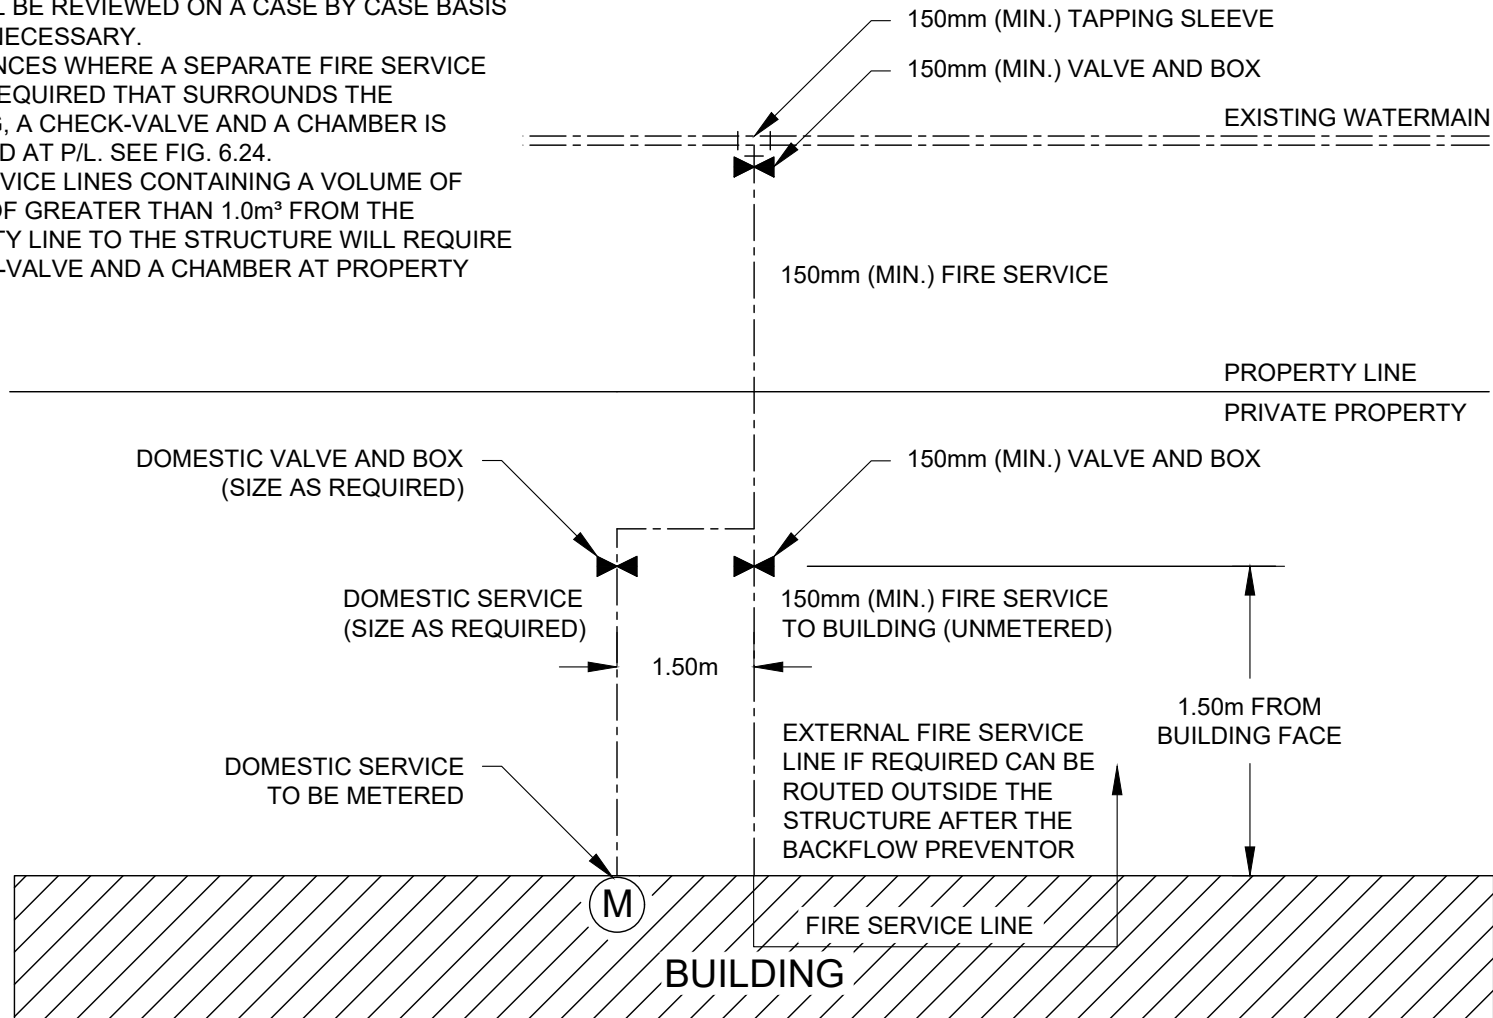 BE REVIEWED ON A CASE BY CASE BASIS
NECESSARY.
WHERE A SEPARATE FIRE SERVICE
REQUIRED THAT SURROUNDS THE
A CHECK-VALVE AND A CHAMBER IS
AT P/L. SEE FIG. 6.24.
LINES CONTAINING A VOLUME OF
OF GREATER THAN 1.0m³ FROM THE
LINE TO THE STRUCTURE WILL REQUIRE
-VALVE AND A CHAMBER AT PROPERTY
150mm (MIN.) TAPPING SLEEVE
150mm (MIN.) VALVE AND BOX
EXISTING WATERMAIN
150mm (MIN.) FIRE SERVICE
PROPERTY LINE
PRIVATE PROPERTY
DOMESTIC VALVE AND BOX
(SIZE AS REQUIRED)
150mm (MIN.) VALVE AND BOX
DOMESTIC SERVICE
(SIZE AS REQUIRED)
150mm (MIN.) FIRE SERVICE
TO BUILDING (UNMETERED)
1.50m
1.50m FROM
BUILDING FACE
DOMESTIC SERVICE
TO BE METERED
EXTERNAL FIRE SERVICE
LINE IF REQUIRED CAN BE
ROUTED OUTSIDE THE
STRUCTURE AFTER THE
BACKFLOW PREVENTOR
M
FIRE SERVICE LINE
BUILDING